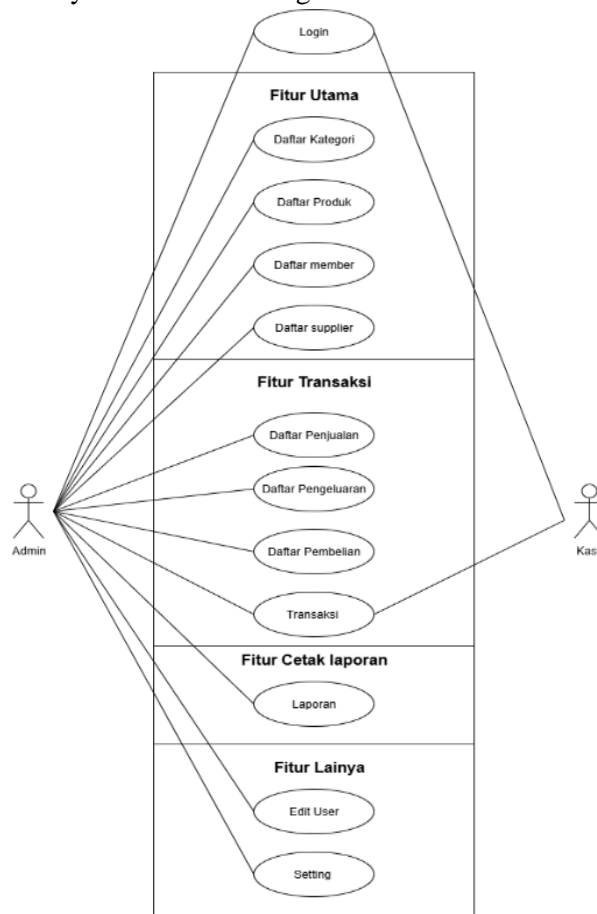 Login
Fitur Utama
Daftar Kategori
Daftar Produk
Daftar member
Daftar supplier
Fitur Transaksi
Daftar Penjualan
Daftar Pengeluaran
Daftar Pembelian
Transaksi
Admin
Kas
Fitur Cetak laporan
Laporan
Fitur Lainya
Edit User
Setting